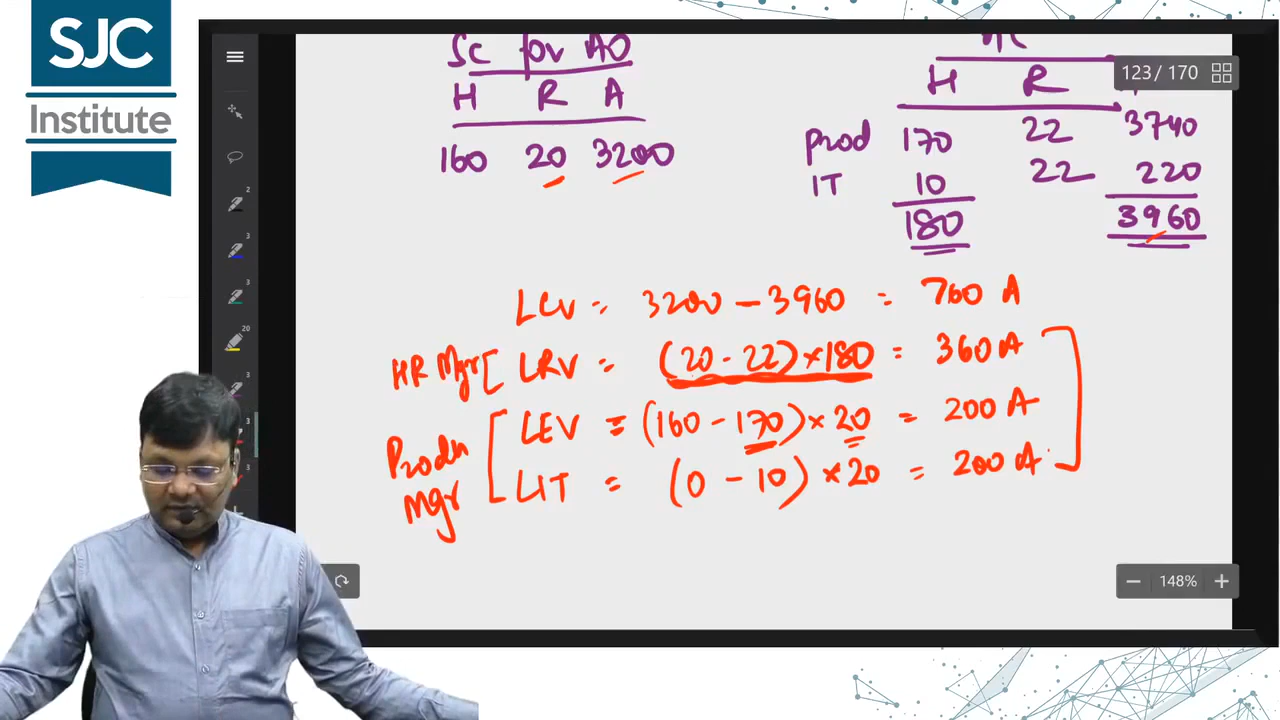 SJC
Institute
123/ 170
SC for AO
H R A
160 20 3200
H R
prod 170 22 3740
IT 10 22 220
180 3960
LCV = 3200 - 3960 = 760 A
HR Mgr [ LRV = (20 - 22) × 180 = 360 A
Prodn Mgr [ LEV = (160 - 170) × 20 = 200 A
LIT = (0 - 10) × 20 = 200 A
148%